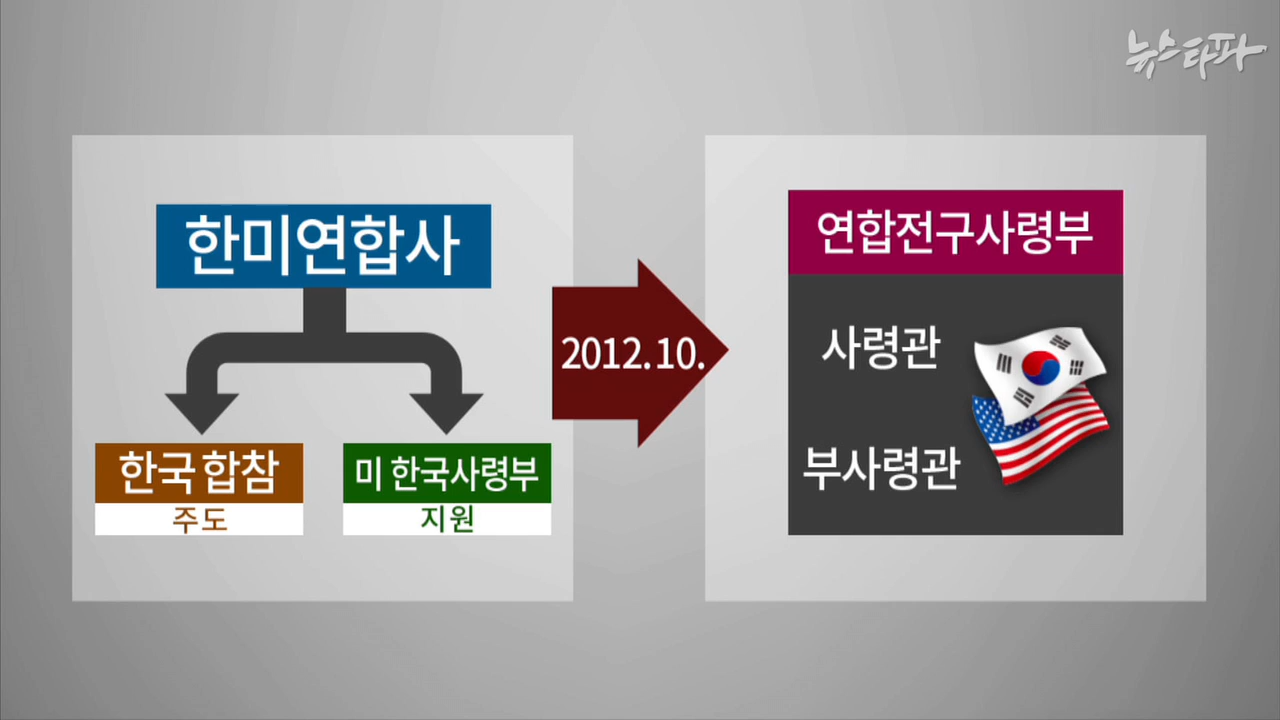 뉴스타파
한미연합사
한국 합참
주도
미 한국사령부
지원
2012.10.
연합전구사령부
사령관
부사령관